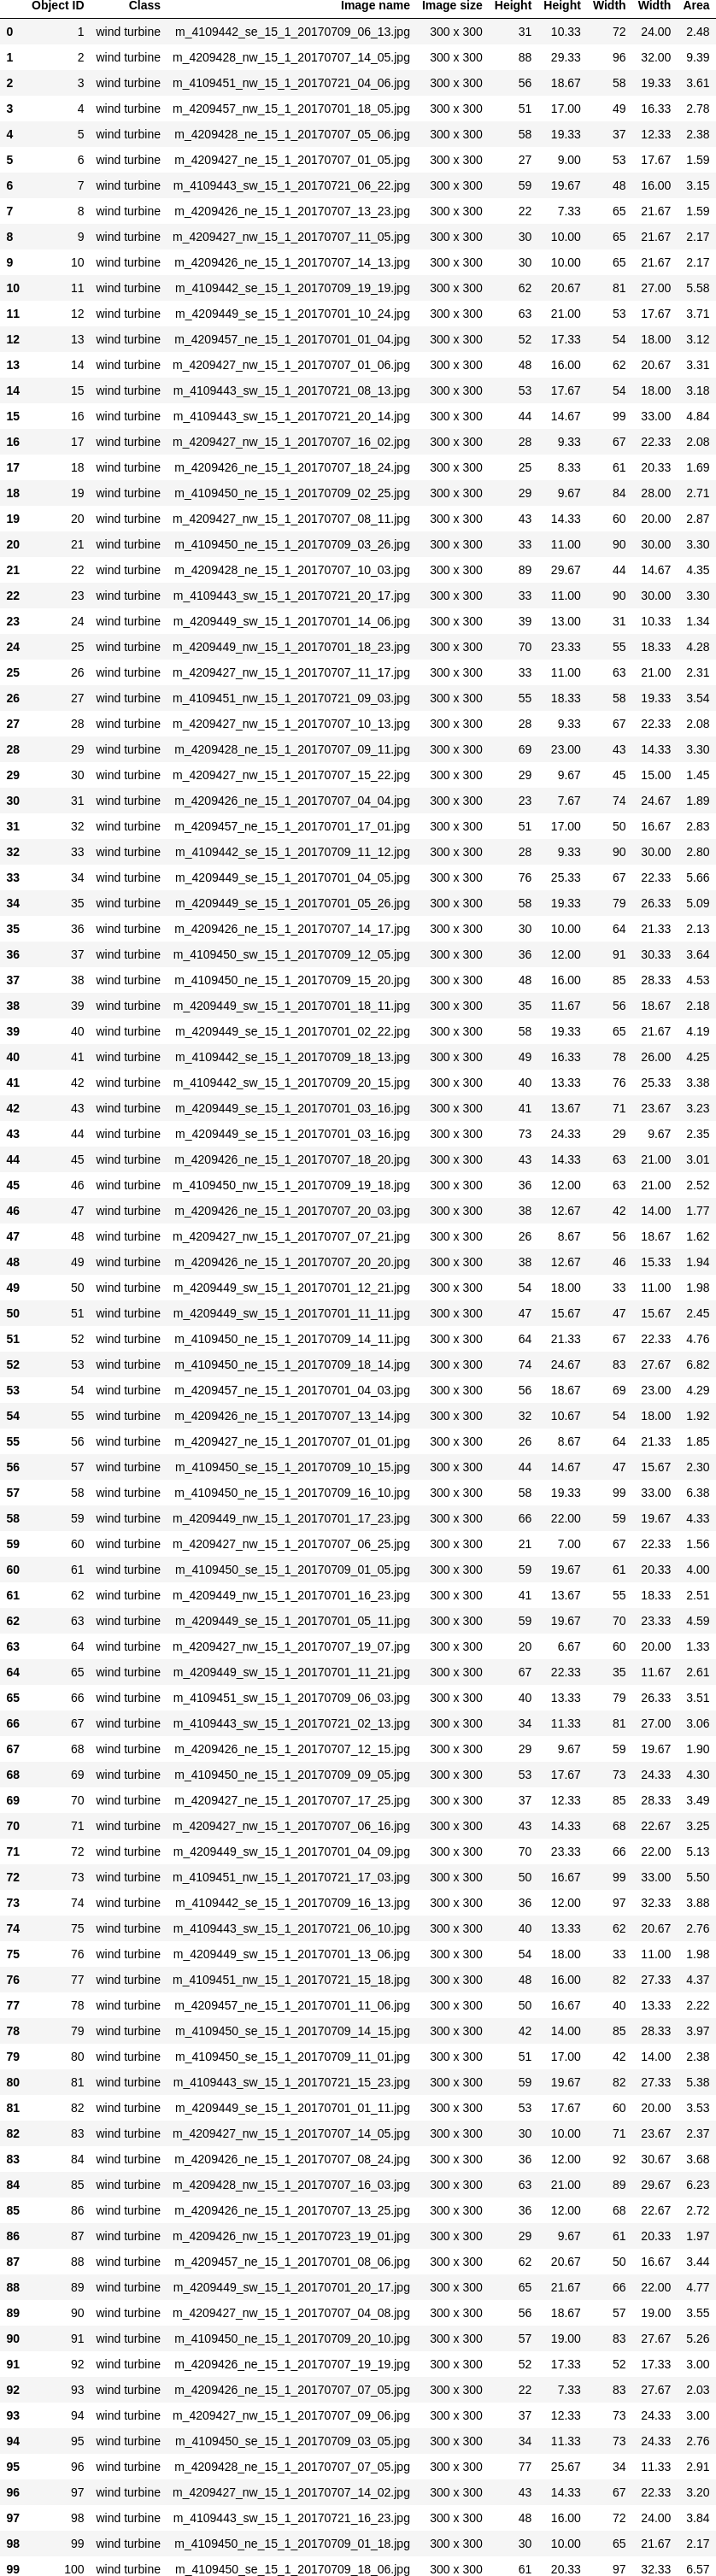 Object ID Class Image name Image size Height Height Width Width Area
0 1 wind turbine m_4109442_se_15_1_20170709_06_13.jpg 300 x 300 31 10.33 72 24.00 2.48
1 2 wind turbine m_4209428_nw_15_1_20170707_14_05.jpg 300 x 300 88 29.33 96 32.00 9.39
2 3 wind turbine m_4109451_nw_15_1_20170721_04_06.jpg 300 x 300 56 18.67 58 19.33 3.61
3 4 wind turbine m_4209457_nw_15_1_20170701_18_05.jpg 300 x 300 51 17.00 49 16.33 2.78
4 5 wind turbine m_4209428_ne_15_1_20170707_05_06.jpg 300 x 300 58 19.33 37 12.33 2.38
5 6 wind turbine m_4209427_ne_15_1_20170707_01_05.jpg 300 x 300 27 9.00 53 17.67 1.59
6 7 wind turbine m_4109443_sw_15_1_20170721_06_22.jpg 300 x 300 59 19.67 48 16.00 3.15
7 8 wind turbine m_4209426_ne_15_1_20170707_13_23.jpg 300 x 300 22 7.33 65 21.67 1.59
8 9 wind turbine m_4209427_nw_15_1_20170707_11_05.jpg 300 x 300 30 10.00 65 21.67 2.17
9 10 wind turbine m_4209426_ne_15_1_20170707_14_13.jpg 300 x 300 30 10.00 65 21.67 2.17
10 11 wind turbine m_4109442_se_15_1_20170709_19_19.jpg 300 x 300 62 20.67 81 27.00 5.58
11 12 wind turbine m_4209449_se_15_1_20170701_10_24.jpg 300 x 300 63 21.00 53 17.67 3.71
12 13 wind turbine m_4209457_ne_15_1_20170701_01_04.jpg 300 x 300 52 17.33 54 18.00 3.12
13 14 wind turbine m_4209427_nw_15_1_20170707_01_06.jpg 300 x 300 48 16.00 62 20.67 3.31
14 15 wind turbine m_4109443_sw_15_1_20170721_08_13.jpg 300 x 300 53 17.67 54 18.00 3.18
15 16 wind turbine m_4109443_sw_15_1_20170721_20_14.jpg 300 x 300 44 14.67 99 33.00 4.84
16 17 wind turbine m_4209427_nw_15_1_20170707_16_02.jpg 300 x 300 28 9.33 67 22.33 2.08
17 18 wind turbine m_4209426_ne_15_1_20170707_18_24.jpg 300 x 300 25 8.33 61 20.33 1.69
18 19 wind turbine m_4109450_ne_15_1_20170709_02_25.jpg 300 x 300 29 9.67 84 28.00 2.71
19 20 wind turbine m_4209427_nw_15_1_20170707_08_11.jpg 300 x 300 43 14.33 60 20.00 2.87
20 21 wind turbine m_4109450_ne_15_1_20170709_03_26.jpg 300 x 300 33 11.00 90 30.00 3.30
21 22 wind turbine m_4209428_ne_15_1_20170707_10_03.jpg 300 x 300 89 29.67 44 14.67 4.35
22 23 wind turbine m_4109443_sw_15_1_20170721_20_17.jpg 300 x 300 33 11.00 90 30.00 3.30
23 24 wind turbine m_4209449_sw_15_1_20170701_14_06.jpg 300 x 300 39 13.00 31 10.33 1.34
24 25 wind turbine m_4209449_nw_15_1_20170701_18_23.jpg 300 x 300 70 23.33 55 18.33 4.28
25 26 wind turbine m_4209427_nw_15_1_20170707_11_17.jpg 300 x 300 33 11.00 63 21.00 2.31
26 27 wind turbine m_4109451_nw_15_1_20170721_09_03.jpg 300 x 300 55 18.33 58 19.33 3.54
27 28 wind turbine m_4209427_nw_15_1_20170707_10_13.jpg 300 x 300 28 9.33 67 22.33 2.08
28 29 wind turbine m_4209428_ne_15_1_20170707_09_11.jpg 300 x 300 69 23.00 43 14.33 3.30
29 30 wind turbine m_4209427_nw_15_1_20170707_15_22.jpg 300 x 300 29 9.67 45 15.00 1.45
30 31 wind turbine m_4209426_ne_15_1_20170707_04_04.jpg 300 x 300 23 7.67 74 24.67 1.89
31 32 wind turbine m_4209457_ne_15_1_20170701_17_01.jpg 300 x 300 51 17.00 50 16.67 2.83
32 33 wind turbine m_4109442_se_15_1_20170709_11_12.jpg 300 x 300 28 9.33 90 30.00 2.80
33 34 wind turbine m_4209449_se_15_1_20170701_04_05.jpg 300 x 300 76 25.33 67 22.33 5.66
34 35 wind turbine m_4209449_se_15_1_20170701_05_26.jpg 300 x 300 58 19.33 79 26.33 5.09
35 36 wind turbine m_4209426_ne_15_1_20170707_14_17.jpg 300 x 300 30 10.00 64 21.33 2.13
36 37 wind turbine m_4109450_sw_15_1_20170709_12_05.jpg 300 x 300 36 12.00 91 30.33 3.64
37 38 wind turbine m_4109450_ne_15_1_20170709_15_20.jpg 300 x 300 48 16.00 85 28.33 4.53
38 39 wind turbine m_4209449_sw_15_1_20170701_18_11.jpg 300 x 300 35 11.67 56 18.67 2.18
39 40 wind turbine m_4209449_se_15_1_20170701_02_22.jpg 300 x 300 58 19.33 65 21.67 4.19
40 41 wind turbine m_4109442_se_15_1_20170709_18_13.jpg 300 x 300 49 16.33 78 26.00 4.25
41 42 wind turbine m_4109442_sw_15_1_20170709_20_15.jpg 300 x 300 40 13.33 76 25.33 3.38
42 43 wind turbine m_4209449_se_15_1_20170701_03_16.jpg 300 x 300 41 13.67 71 23.67 3.23
43 44 wind turbine m_4209449_se_15_1_20170701_03_16.jpg 300 x 300 73 24.33 29 9.67 2.35
44 45 wind turbine m_4209426_ne_15_1_20170707_18_20.jpg 300 x 300 43 14.33 63 21.00 3.01
45 46 wind turbine m_4109450_nw_15_1_20170709_19_18.jpg 300 x 300 36 12.00 63 21.00 2.52
46 47 wind turbine m_4209426_ne_15_1_20170707_20_03.jpg 300 x 300 38 12.67 42 14.00 1.77
47 48 wind turbine m_4209427_nw_15_1_20170707_07_21.jpg 300 x 300 26 8.67 56 18.67 1.62
48 49 wind turbine m_4209426_ne_15_1_20170707_20_20.jpg 300 x 300 38 12.67 46 15.33 1.94
49 50 wind turbine m_4209449_sw_15_1_20170701_12_21.jpg 300 x 300 54 18.00 33 11.00 1.98
50 51 wind turbine m_4209449_sw_15_1_20170701_11_11.jpg 300 x 300 47 15.67 47 15.67 2.45
51 52 wind turbine m_4109450_ne_15_1_20170709_14_11.jpg 300 x 300 64 21.33 67 22.33 4.76
52 53 wind turbine m_4109450_ne_15_1_20170709_18_14.jpg 300 x 300 74 24.67 83 27.67 6.82
53 54 wind turbine m_4209457_ne_15_1_20170701_04_03.jpg 300 x 300 56 18.67 69 23.00 4.29
54 55 wind turbine m_4209426_ne_15_1_20170707_13_14.jpg 300 x 300 32 10.67 54 18.00 1.92
55 56 wind turbine m_4209427_ne_15_1_20170707_01_01.jpg 300 x 300 26 8.67 64 21.33 1.85
56 57 wind turbine m_4109450_se_15_1_20170709_10_15.jpg 300 x 300 44 14.67 47 15.67 2.30
57 58 wind turbine m_4109450_ne_15_1_20170709_16_10.jpg 300 x 300 58 19.33 99 33.00 6.38
58 59 wind turbine m_4209449_nw_15_1_20170701_17_23.jpg 300 x 300 66 22.00 59 19.67 4.33
59 60 wind turbine m_4209427_nw_15_1_20170707_06_25.jpg 300 x 300 21 7.00 67 22.33 1.56
60 61 wind turbine m_4109450_se_15_1_20170709_01_05.jpg 300 x 300 59 19.67 61 20.33 4.00
61 62 wind turbine m_4209449_nw_15_1_20170701_16_23.jpg 300 x 300 41 13.67 55 18.33 2.51
62 63 wind turbine m_4209449_se_15_1_20170701_05_11.jpg 300 x 300 59 19.67 70 23.33 4.59
63 64 wind turbine m_4209427_nw_15_1_20170707_19_07.jpg 300 x 300 20 6.67 60 20.00 1.33
64 65 wind turbine m_4209449_sw_15_1_20170701_11_21.jpg 300 x 300 67 22.33 35 11.67 2.61
65 66 wind turbine m_4109451_sw_15_1_20170709_06_03.jpg 300 x 300 40 13.33 79 26.33 3.51
66 67 wind turbine m_4109443_sw_15_1_20170721_02_13.jpg 300 x 300 34 11.33 81 27.00 3.06
67 68 wind turbine m_4209426_ne_15_1_20170707_12_15.jpg 300 x 300 29 9.67 59 19.67 1.90
68 69 wind turbine m_4109450_ne_15_1_20170709_09_05.jpg 300 x 300 53 17.67 73 24.33 4.30
69 70 wind turbine m_4209427_ne_15_1_20170707_17_25.jpg 300 x 300 37 12.33 85 28.33 3.49
70 71 wind turbine m_4209427_nw_15_1_20170707_06_16.jpg 300 x 300 43 14.33 68 22.67 3.25
71 72 wind turbine m_4209449_sw_15_1_20170701_04_09.jpg 300 x 300 70 23.33 66 22.00 5.13
72 73 wind turbine m_4109451_nw_15_1_20170721_17_03.jpg 300 x 300 50 16.67 99 33.00 5.50
73 74 wind turbine m_4109442_se_15_1_20170709_16_13.jpg 300 x 300 36 12.00 97 32.33 3.88
74 75 wind turbine m_4109443_sw_15_1_20170721_06_10.jpg 300 x 300 40 13.33 62 20.67 2.76
75 76 wind turbine m_4209449_sw_15_1_20170701_13_06.jpg 300 x 300 54 18.00 33 11.00 1.98
76 77 wind turbine m_4109451_nw_15_1_20170721_15_18.jpg 300 x 300 48 16.00 82 27.33 4.37
77 78 wind turbine m_4209457_ne_15_1_20170701_11_06.jpg 300 x 300 50 16.67 40 13.33 2.22
78 79 wind turbine m_4109450_se_15_1_20170709_14_15.jpg 300 x 300 42 14.00 85 28.33 3.97
79 80 wind turbine m_4109450_se_15_1_20170709_11_01.jpg 300 x 300 51 17.00 42 14.00 2.38
80 81 wind turbine m_4109443_sw_15_1_20170721_15_23.jpg 300 x 300 59 19.67 82 27.33 5.38
81 82 wind turbine m_4209449_se_15_1_20170701_01_11.jpg 300 x 300 53 17.67 60 20.00 3.53
82 83 wind turbine m_4209427_nw_15_1_20170707_14_05.jpg 300 x 300 30 10.00 71 23.67 2.37
83 84 wind turbine m_4209426_ne_15_1_20170707_08_24.jpg 300 x 300 36 12.00 92 30.67 3.68
84 85 wind turbine m_4209428_nw_15_1_20170707_16_03.jpg 300 x 300 63 21.00 89 29.67 6.23
85 86 wind turbine m_4209426_ne_15_1_20170707_13_25.jpg 300 x 300 36 12.00 68 22.67 2.72
86 87 wind turbine m_4209426_nw_15_1_20170723_19_01.jpg 300 x 300 29 9.67 61 20.33 1.97
87 88 wind turbine m_4209457_ne_15_1_20170701_08_06.jpg 300 x 300 62 20.67 50 16.67 3.44
88 89 wind turbine m_4209449_sw_15_1_20170701_20_17.jpg 300 x 300 65 21.67 66 22.00 4.77
89 90 wind turbine m_4209427_nw_15_1_20170707_04_08.jpg 300 x 300 56 18.67 57 19.00 3.55
90 91 wind turbine m_4109450_ne_15_1_20170709_20_10.jpg 300 x 300 57 19.00 83 27.67 5.26
91 92 wind turbine m_4209426_ne_15_1_20170707_19_19.jpg 300 x 300 52 17.33 52 17.33 3.00
92 93 wind turbine m_4209426_ne_15_1_20170707_07_05.jpg 300 x 300 22 7.33 83 27.67 2.03
93 94 wind turbine m_4209427_nw_15_1_20170707_09_06.jpg 300 x 300 37 12.33 73 24.33 3.00
94 95 wind turbine m_4109450_se_15_1_20170709_03_05.jpg 300 x 300 34 11.33 73 24.33 2.76
95 96 wind turbine m_4209428_ne_15_1_20170707_07_05.jpg 300 x 300 77 25.67 34 11.33 2.91
96 97 wind turbine m_4209427_nw_15_1_20170707_14_02.jpg 300 x 300 43 14.33 67 22.33 3.20
97 98 wind turbine m_4109443_sw_15_1_20170721_16_23.jpg 300 x 300 48 16.00 72 24.00 3.84
98 99 wind turbine m_4109450_ne_15_1_20170709_01_18.jpg 300 x 300 30 10.00 65 21.67 2.17
99 100 wind turbine m_4109450_se_15_1_20170709_18_06.jpg 300 x 300 61 20.33 97 32.33 6.57